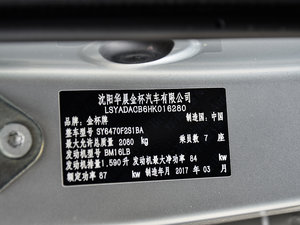 沈阳华晨金杯汽车有限公司
LSYADACB6HK016280
品牌: 金杯牌 制造国: 中国
整车型号 SY6470F2S1BA
最大允许总质量: 2080 kg 乘员数 7 座
发动机型号 BM16LB
发动机排量 1,590升 发动机最大净功率 84 kw
额定功率 87 kw 制造年月 2017 年 03 月